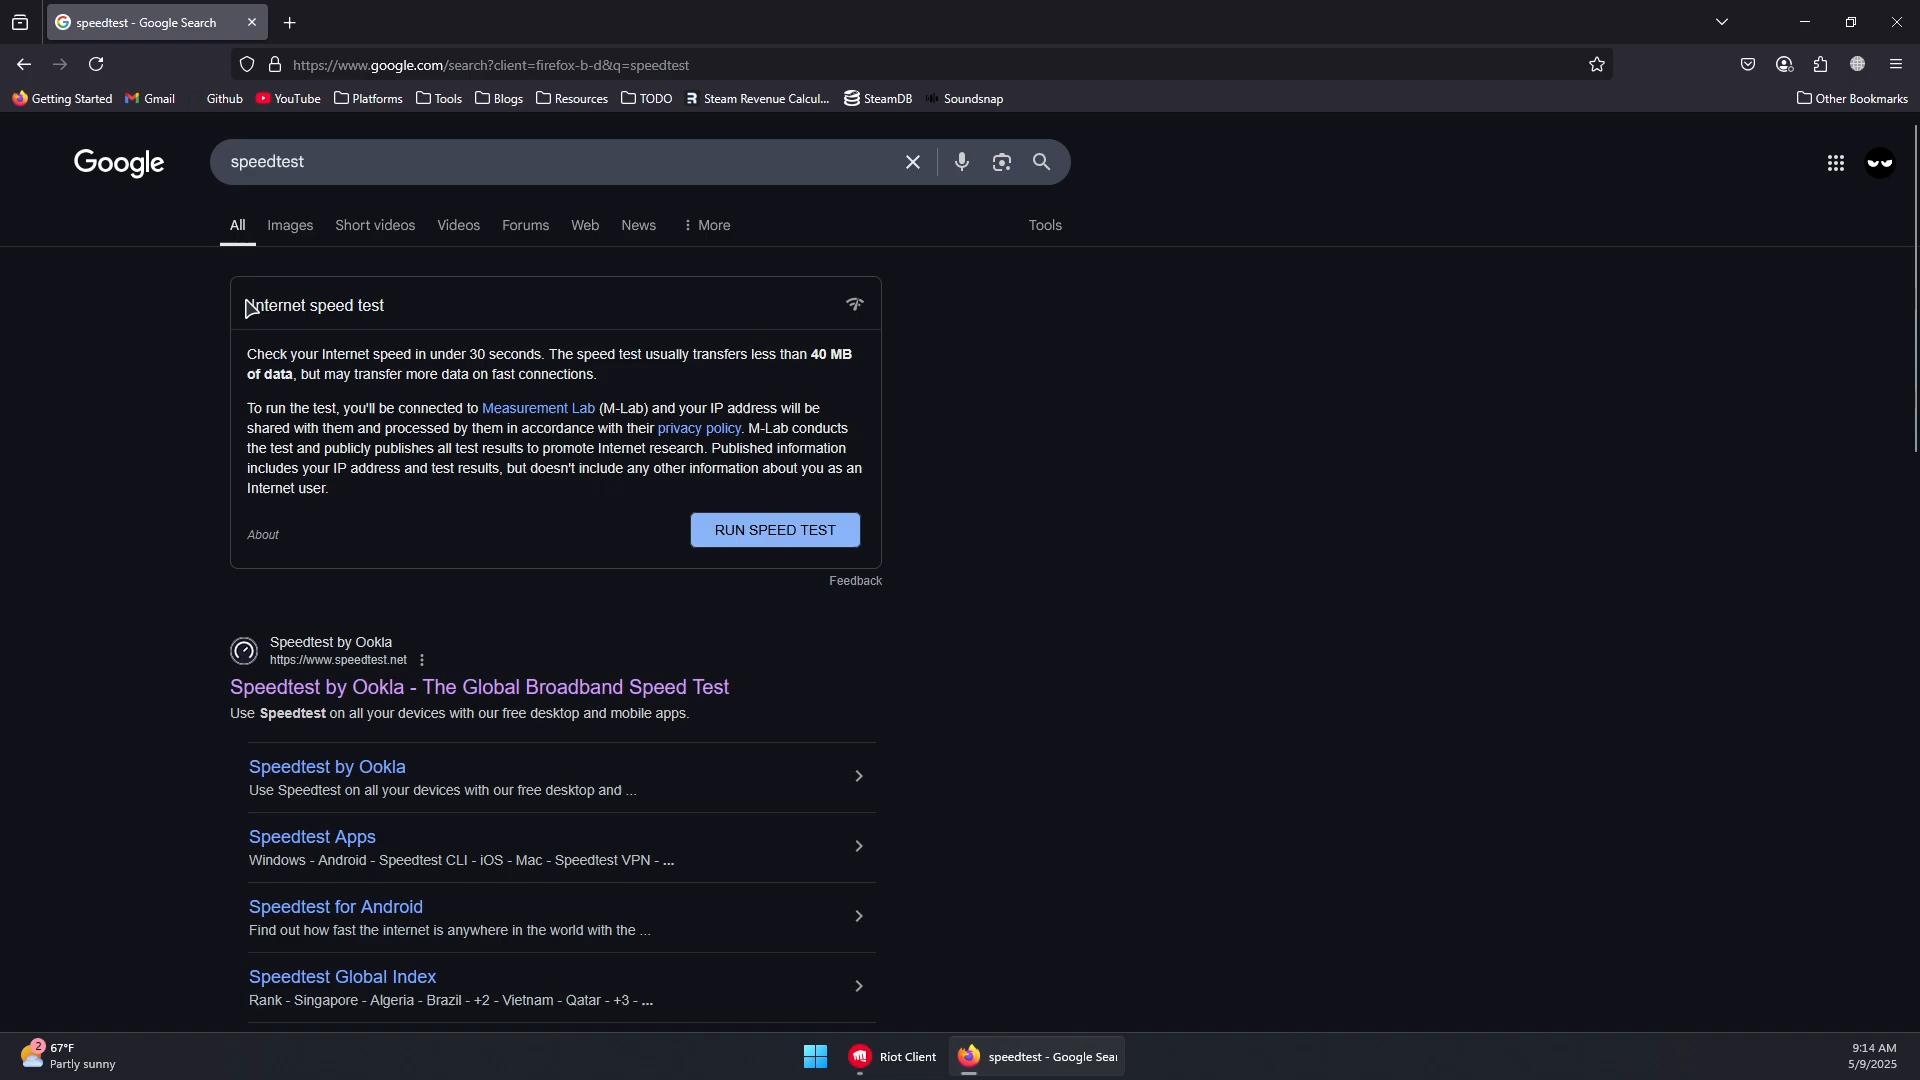 speedtest - Google Search
https://www.google.com/search?client=firefox-b-d&q=speedtest
Getting Started
Gmail
Github
YouTube
Platforms
Tools
Blogs
Resources
TODO
Steam Revenue Calcul...
SteamDB
Soundsnap
Other Bookmarks
Google
speedtest
All
Images
Short videos
Videos
Forums
Web
News
More
Tools
Internet speed test
Check your Internet speed in under 30 seconds. The speed test usually transfers less than 40 MB
of data, but may transfer more data on fast connections.
To run the test, you'll be connected to Measurement Lab (M-Lab) and your IP address will be
shared with them and processed by them in accordance with their privacy policy. M-Lab conducts
the test and publicly publishes all test results to promote Internet research. Published information
includes your IP address and test results, but doesn't include any other information about you as an
Internet user.
About
RUN SPEED TEST
Feedback
Speedtest by Ookla
https://www.speedtest.net
Speedtest by Ookla - The Global Broadband Speed Test
Use Speedtest on all your devices with our free desktop and mobile apps.
Speedtest by Ookla
Use Speedtest on all your devices with our free desktop and ...
Speedtest Apps
Windows - Android - Speedtest CLI - iOS - Mac - Speedtest VPN - ...
Speedtest for Android
Find out how fast the internet is anywhere in the world with the ...
Speedtest Global Index
Rank - Singapore - Algeria - Brazil - +2 - Vietnam - Qatar - +3 - ...
2
67°F
Partly sunny
Riot Client
speedtest - Google Sear
9:14 AM
5/9/2025